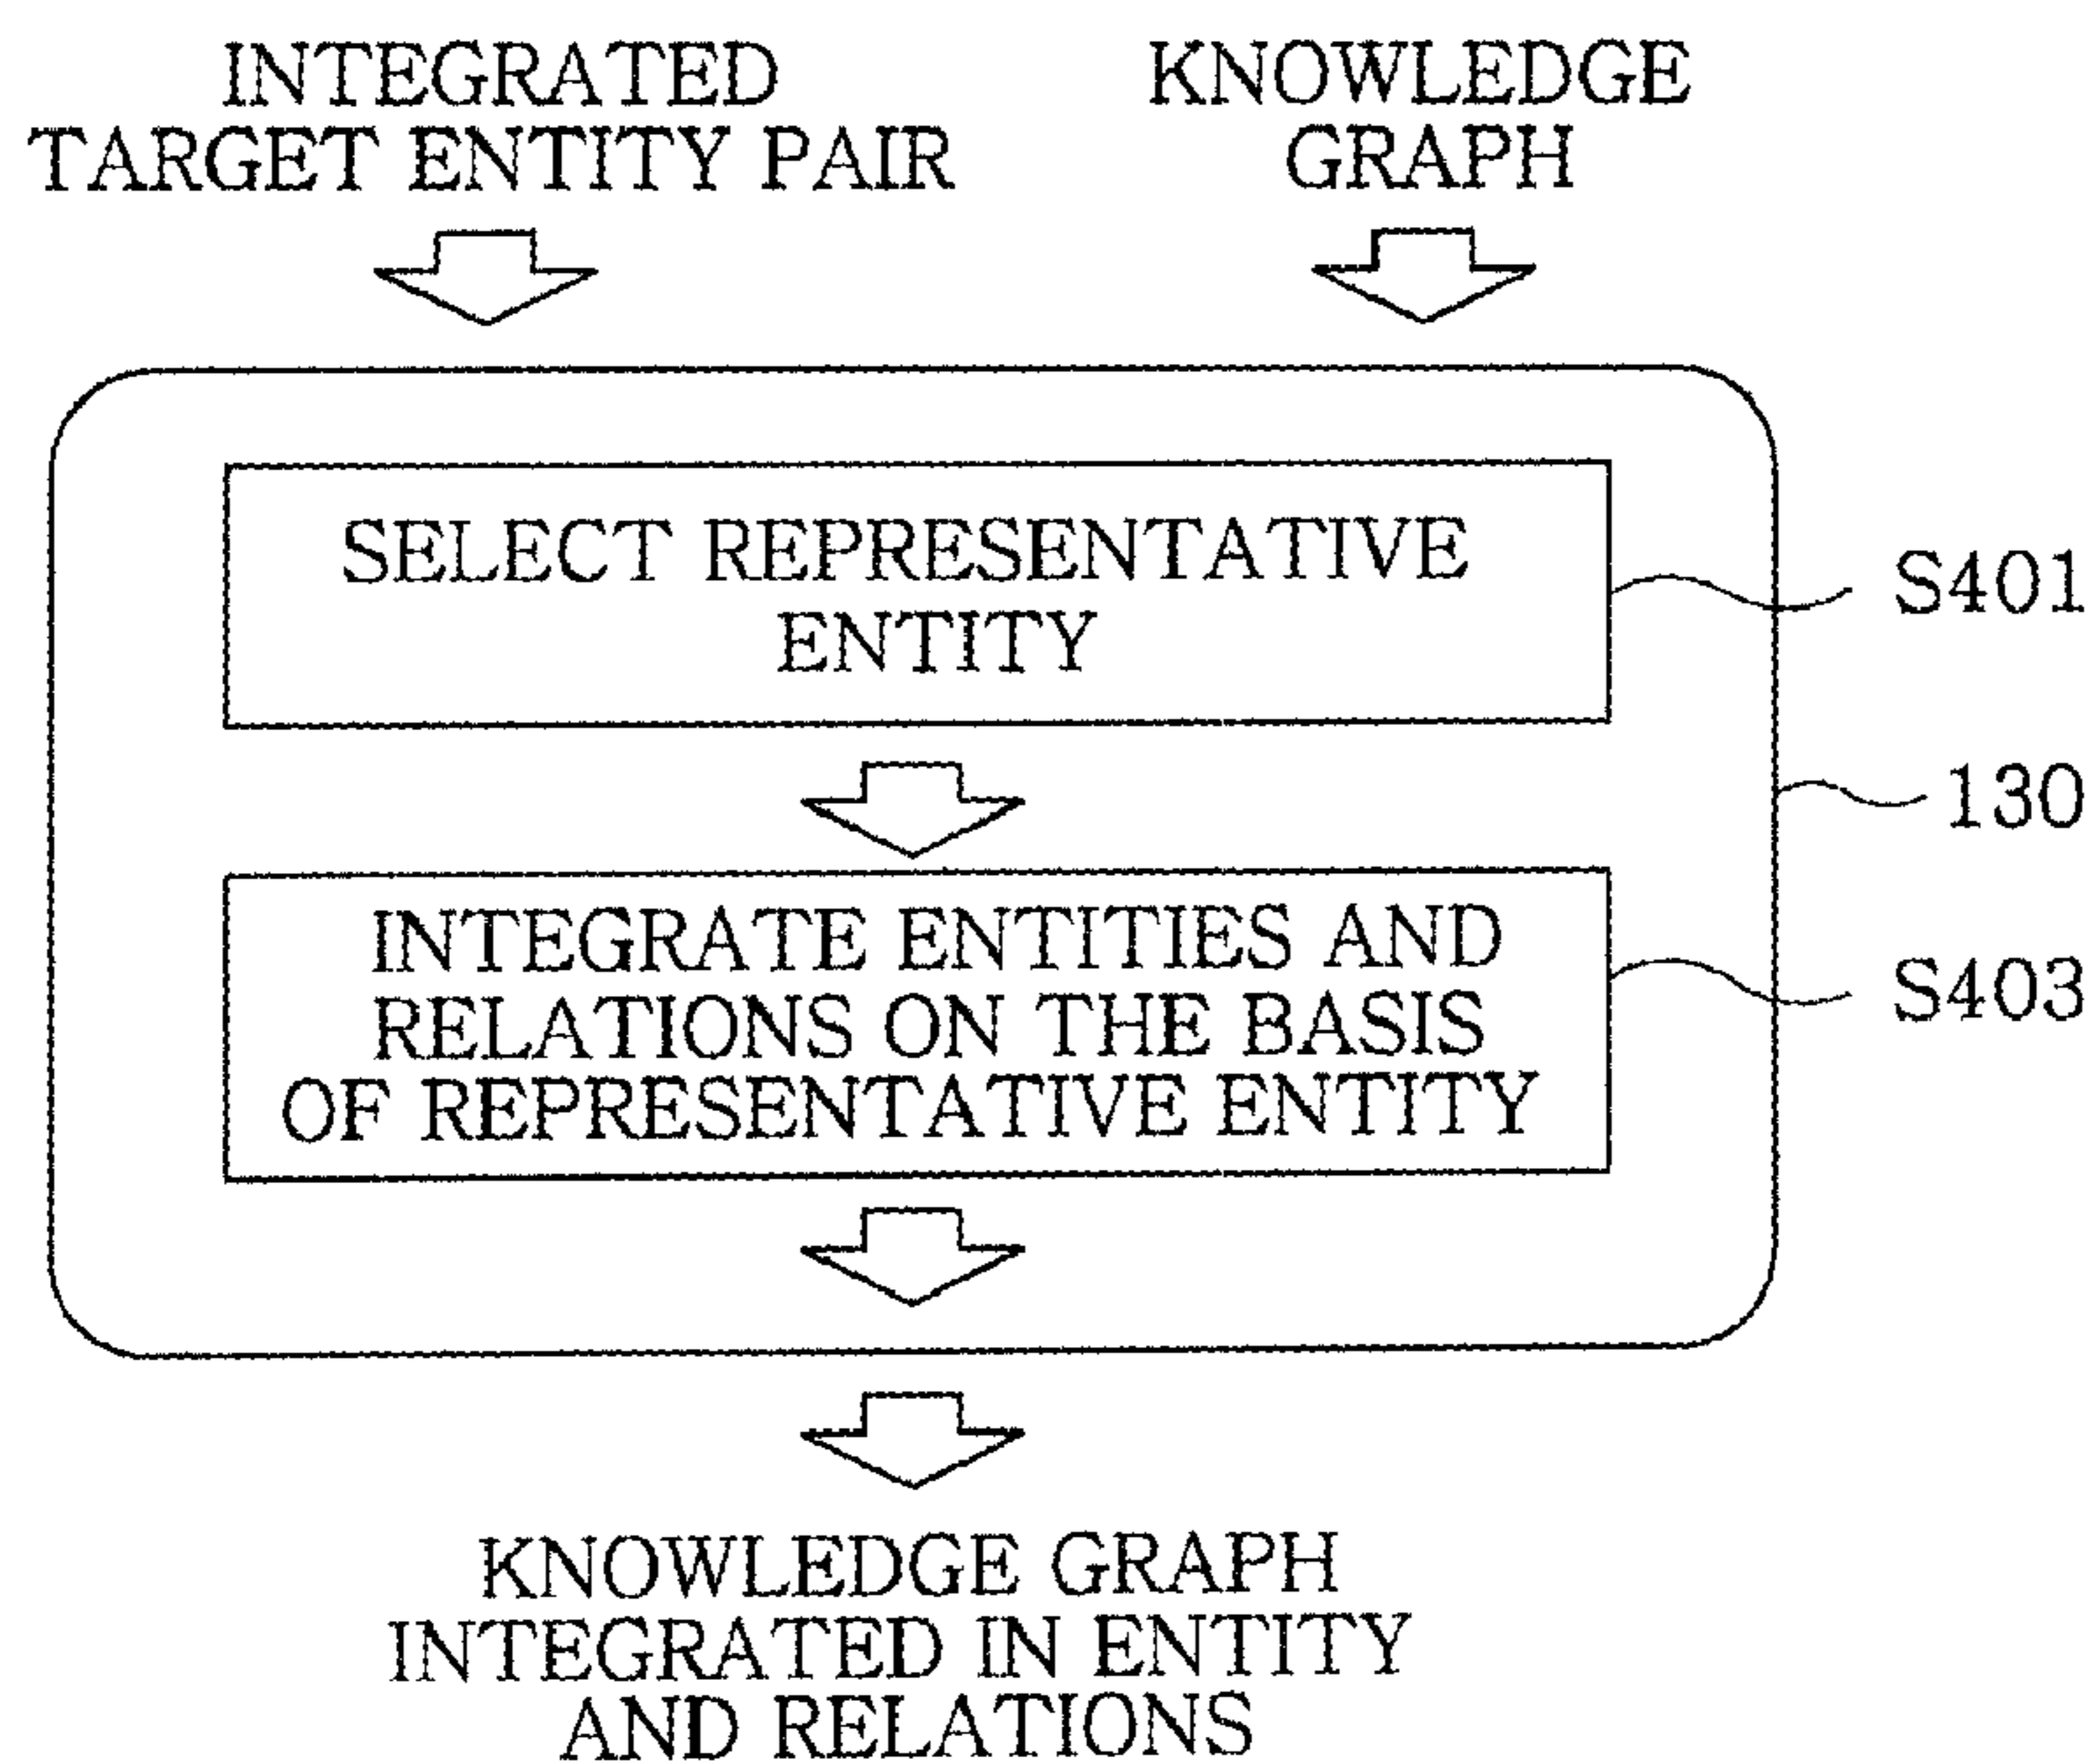 INTEGRATED
TARGET ENTITY PAIR
KNOWLEDGE
GRAPH
SELECT REPRESENTATIVE
ENTITY
S401
130
INTEGRATE ENTITIES AND
RELATIONS ON THE BASIS
OF REPRESENTATIVE ENTITY
S403
KNOWLEDGE GRAPH
INTEGRATED IN ENTITY
AND RELATIONS